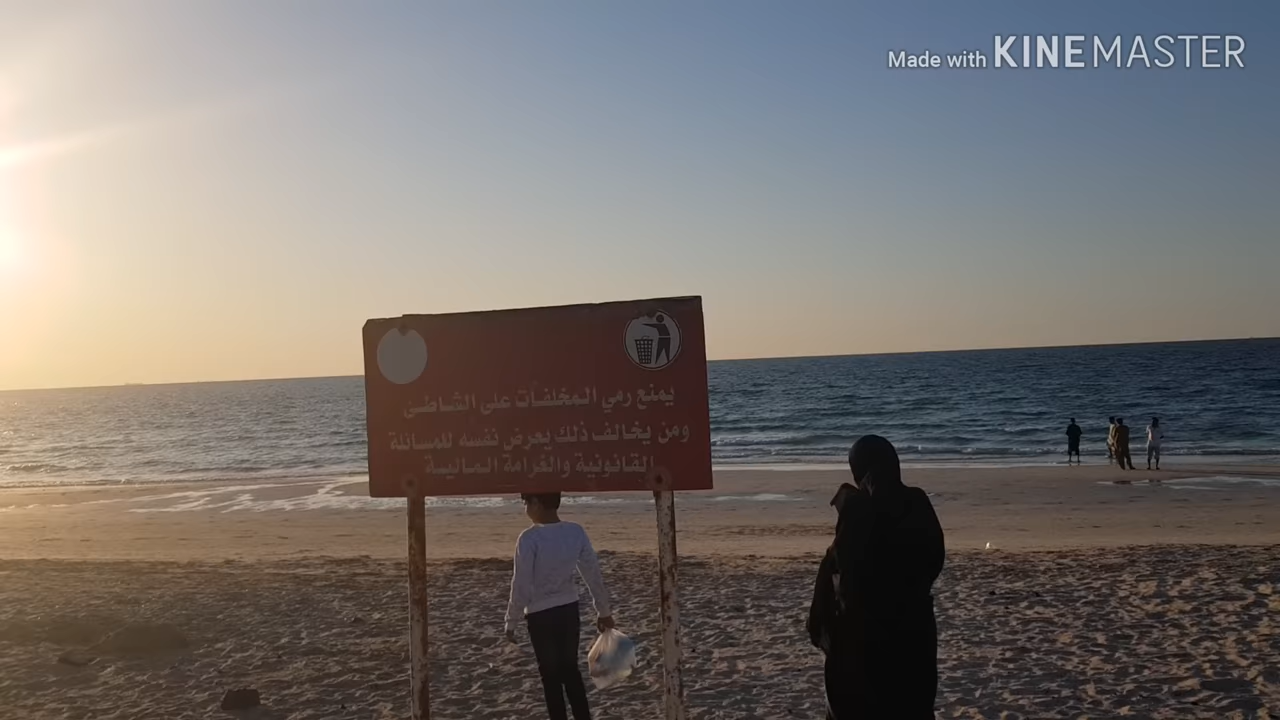 Made with KINEMASTER
يمنع رمي المخلفات على الشاطئ
ومن يخالف ذلك يعرض نفسه للمسائلة
القانونية والغرامة المالية